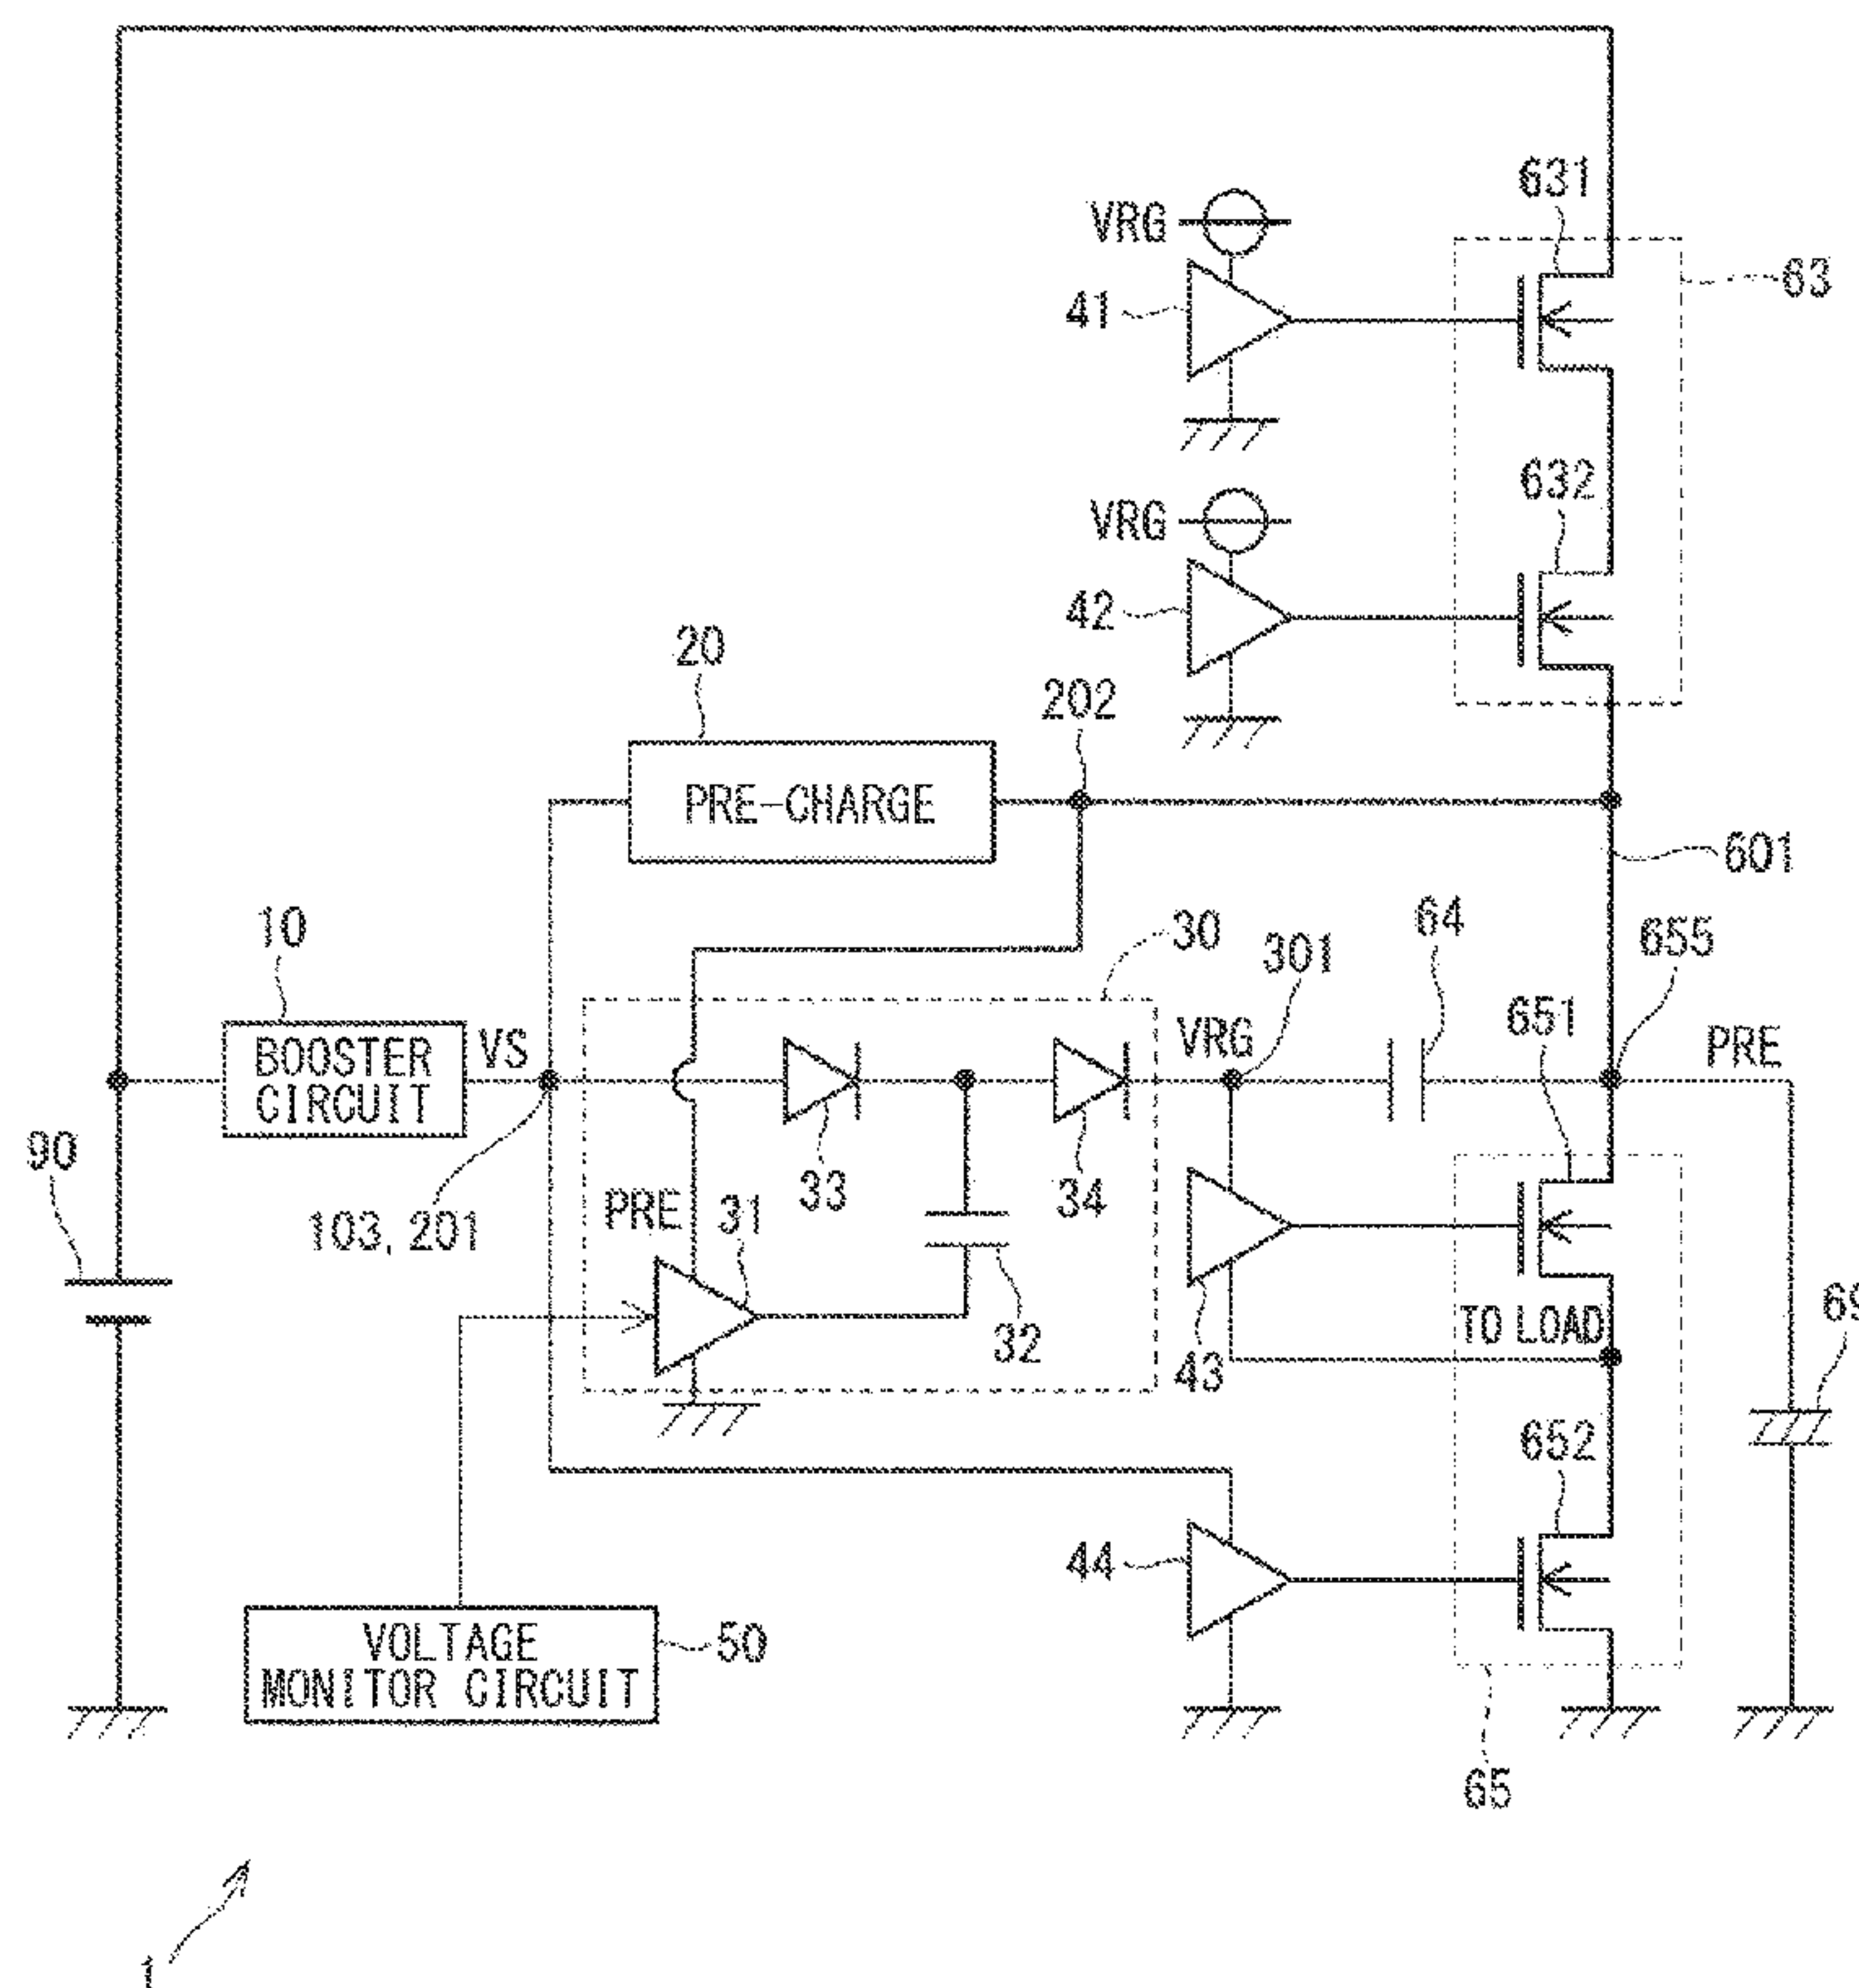 631
VRG
41
63
632
VRG
42
20
202
PRE-CHARGE
601
10
30
301
64
655
BOOSTER
CIRCUIT
VS
VRG
651
PRE
90
103, 201
PRE
31
33
34
32
43
TO LOAD
69
652
44
VOLTAGE
MONITOR CIRCUIT
50
65
1